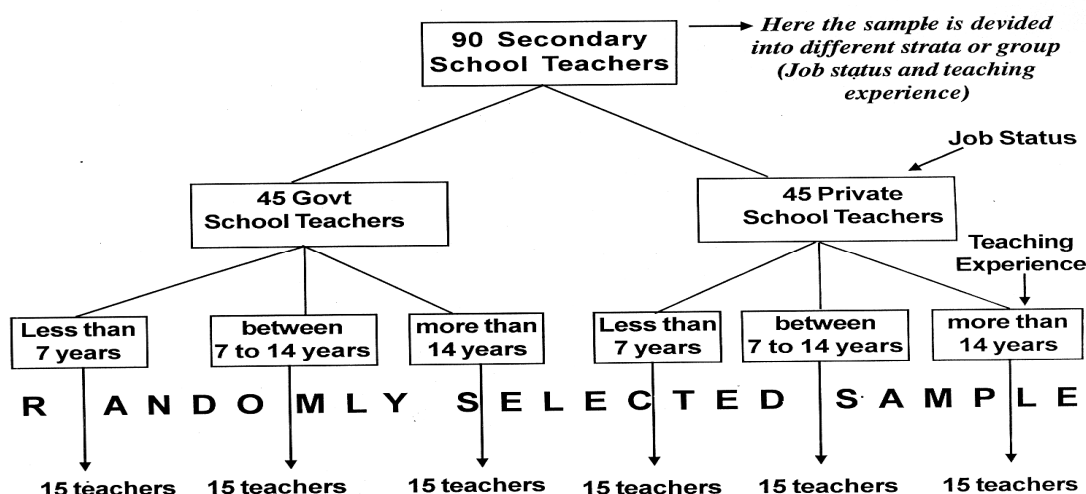 90 Secondary
School Teachers
Here the sample is devided
into different strata or group
(Job status and teaching
experience)
Job Status
45 Govt
School Teachers
45 Private
School Teachers
Teaching
Experience
Less than
7 years
between
7 to 14 years
more than
14 years
Less than
7 years
between
7 to 14 years
more than
14 years
RANDOMLY SELECTED SAMPLE
15 teachers 15 teachers 15 teachers 15 teachers 15 teachers 15 teachers